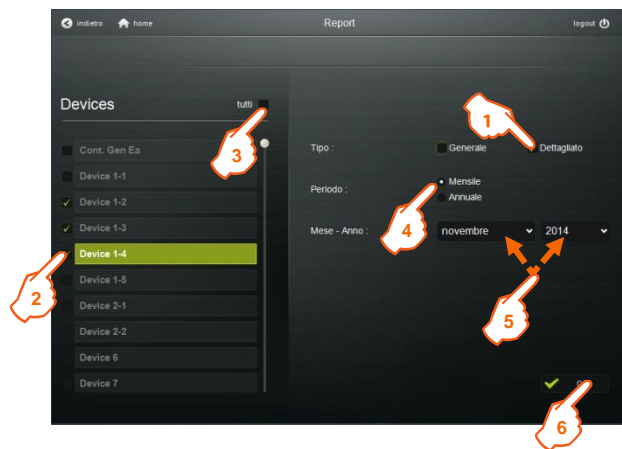 indietro home Report logout
Devices tutti
Cont. Gen Ea
Device 1-1
Device 1-2
Device 1-3
Device 1-4
Device 1-5
Device 2-1
Device 2-2
Device 6
Device 7
Tipo : Generale Dettagliato
Periodo : Mensile
Annuale
Mese - Anno : novembre 2014
1
2
3
4
5
6